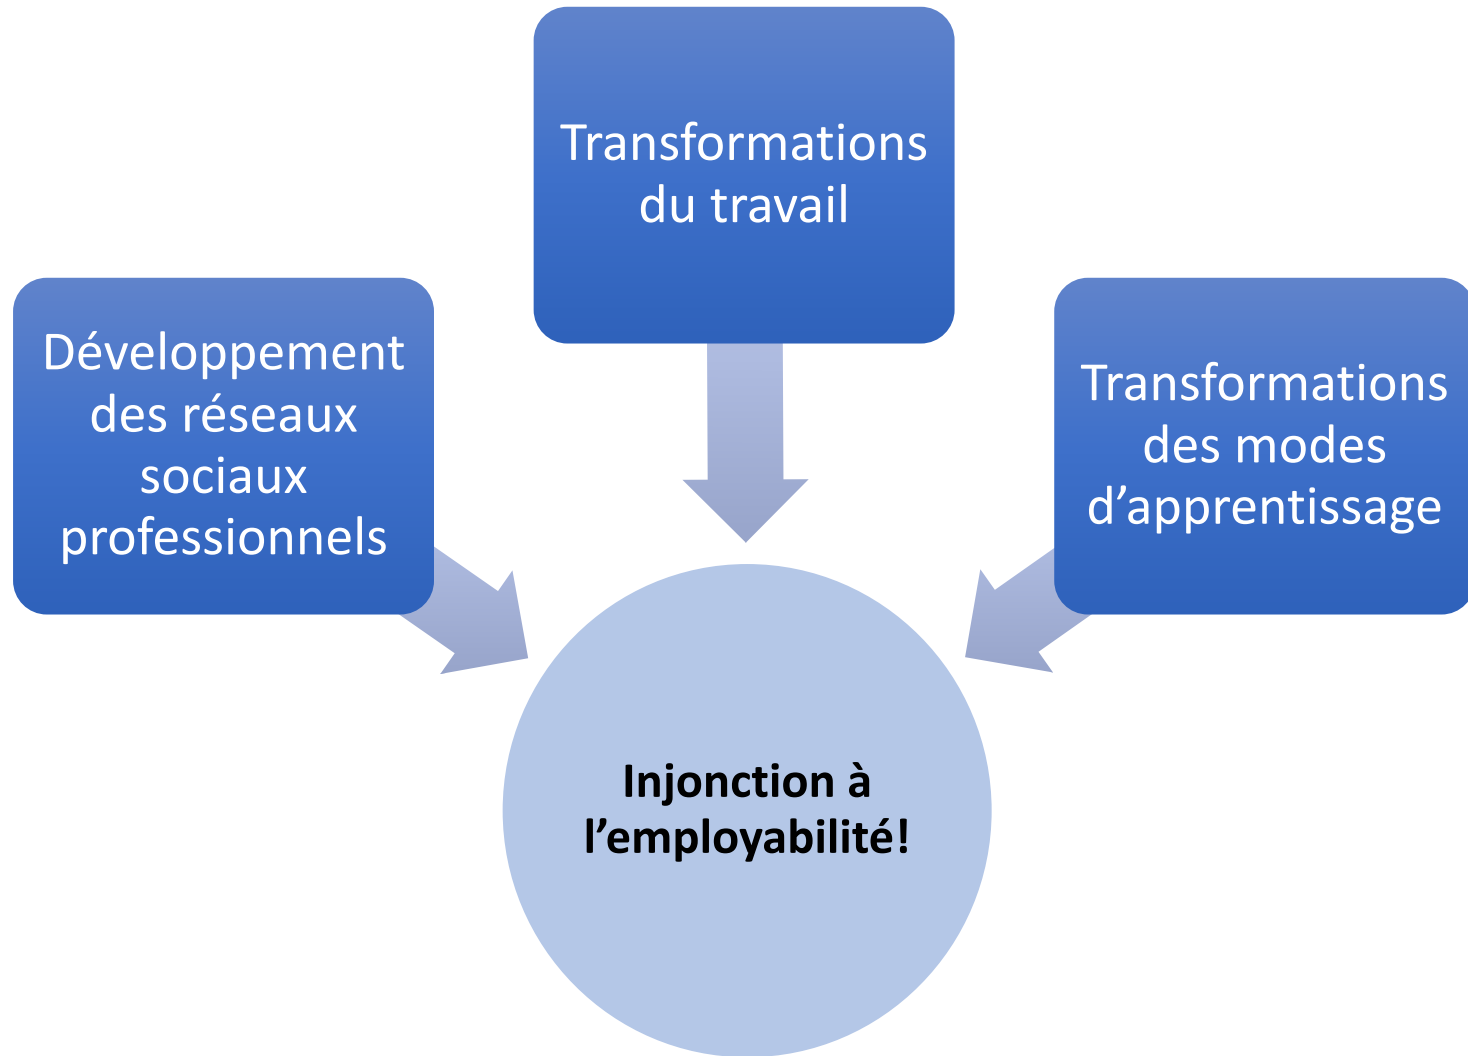 Transformations
du travail
Développement
des réseaux
sociaux
professionnels
Transformations
des modes
d’apprentissage
Injonction à
l’employabilité!